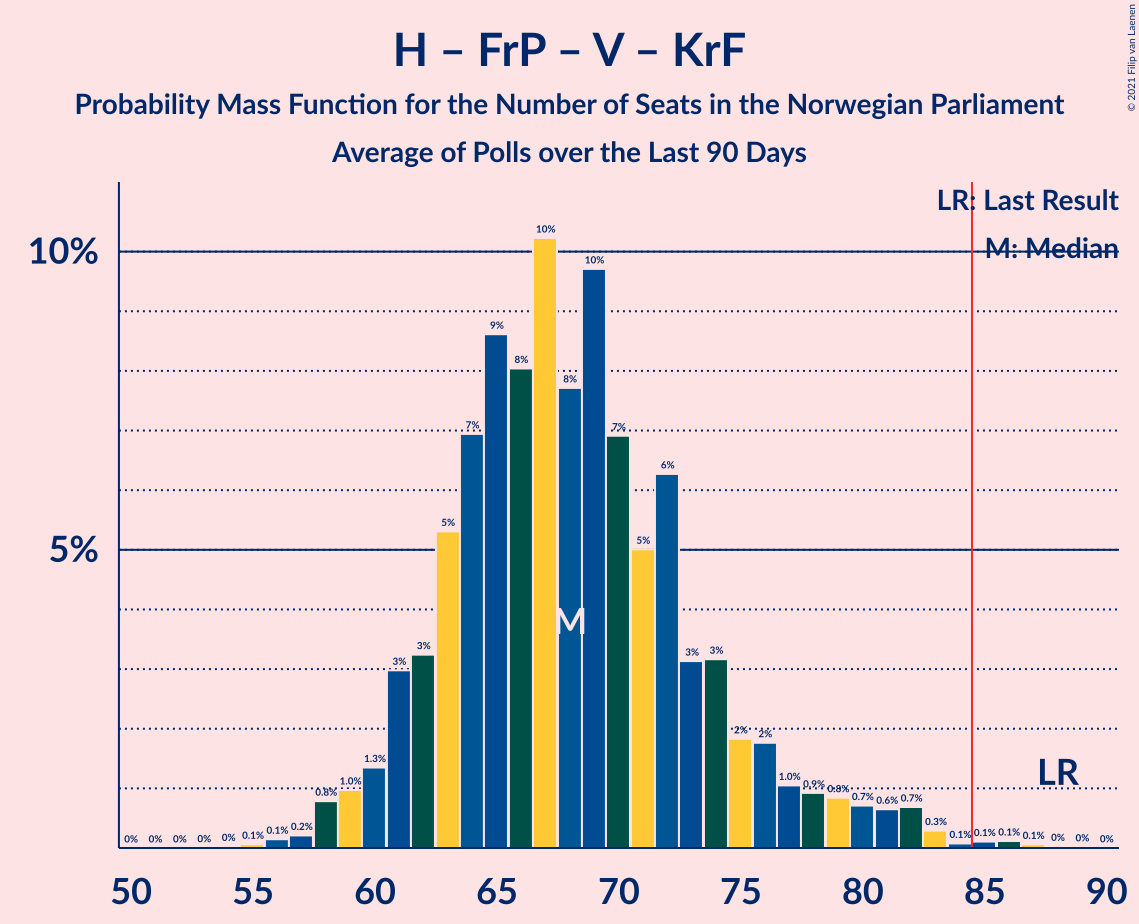 H – FrP – V – KrF
Probability Mass Function for the Number of Seats in the Norwegian Parliament
Average of Polls over the Last 90 Days
© 2021 Filip van Laenen
LR: Last Result
M: Median
10%
5%
0% 0% 0% 0% 0% 0.1% 0.1% 0.2% 0.8% 1.0% 1.3% 3% 3% 5% 7% 9% 8% 10% 8% 10% 7% 5% 6% 3% 3% 2% 2% 1.0% 0.9% 0.8% 0.7% 0.6% 0.7% 0.3% 0.1% 0.1% 0.1% 0.1% 0% 0% 0%
M
LR
50 55 60 65 70 75 80 85 90